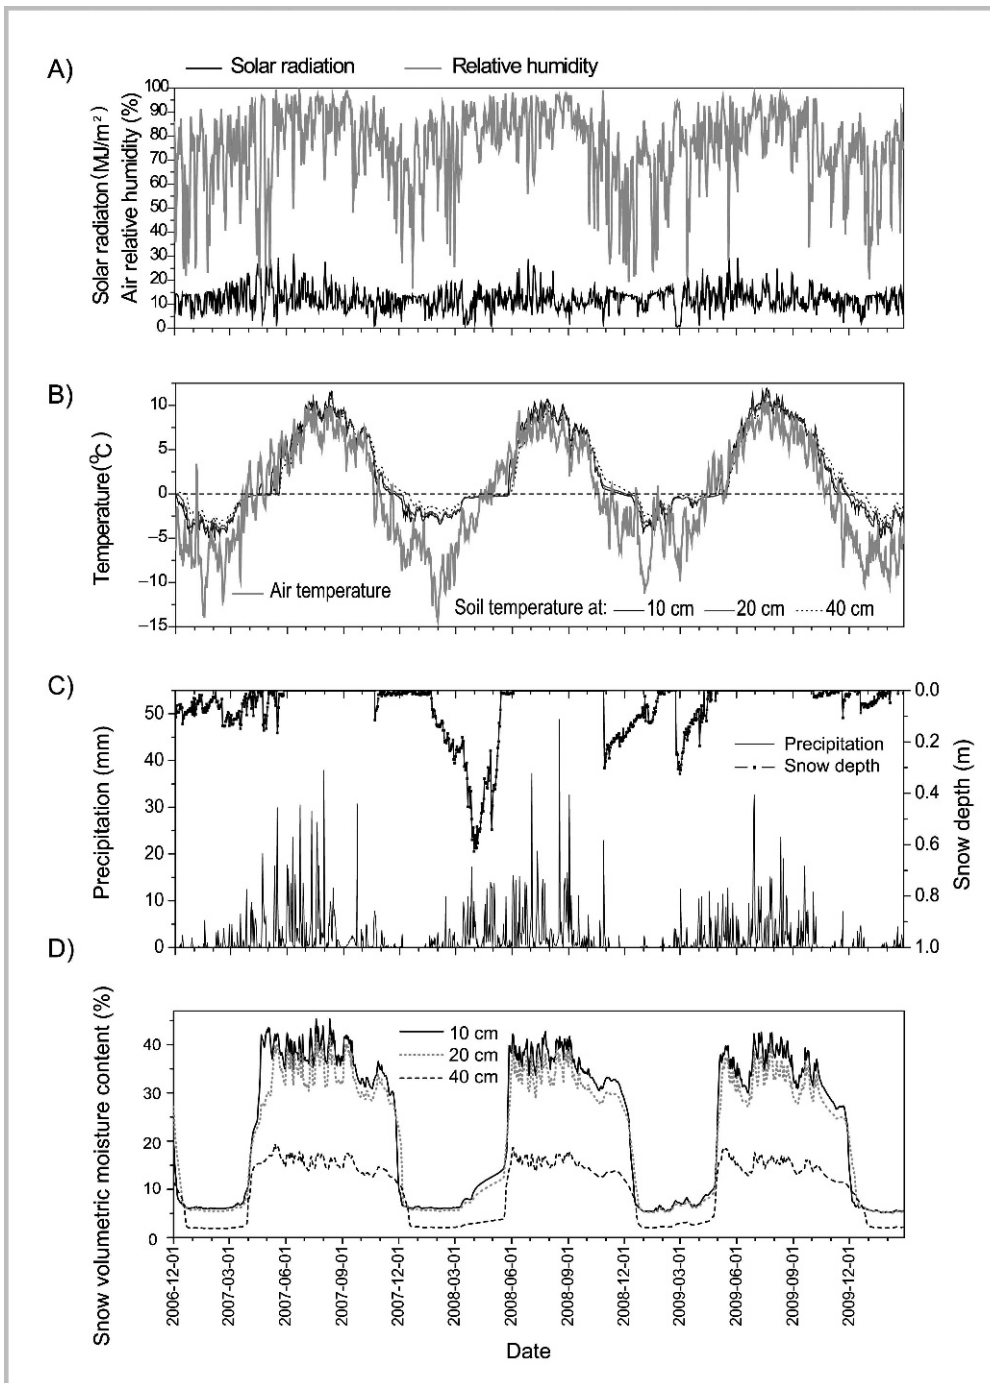 A)
Solar radiation
Relative humidity
Solar radiaton (MJ/m²)
Air relative humidity (%)
100
90
80
70
60
50
40
30
20
10
0
B)
Temperature (°C)
10
5
0
–5
–10
–15
Air temperature
Soil temperature at: 10 cm 20 cm 40 cm
C)
Precipitation (mm)
50
40
30
20
10
0
Precipitation
Snow depth
0.0
0.2
0.4
0.6
0.8
1.0
Snow depth (m)
D)
Snow volumetric moisture content (%)
40
30
20
10
0
10 cm
20 cm
40 cm
2006-12-01
2007-03-01
2007-06-01
2007-09-01
2007-12-01
2008-03-01
2008-06-01
2008-09-01
2008-12-01
2009-03-01
2009-06-01
2009-09-01
2009-12-01
Date